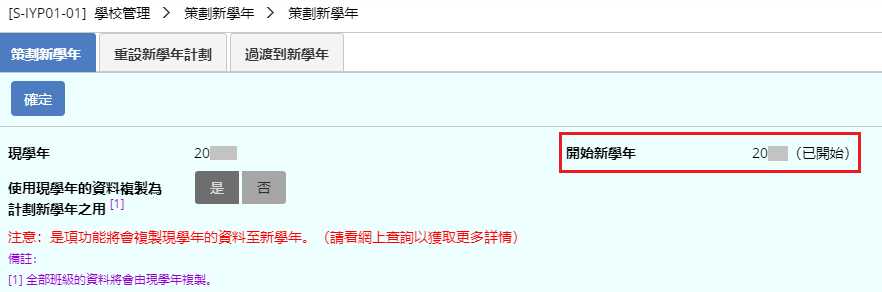 [S-IYP01-01] 學校管理 > 策劃新學年 > 策劃新學年
策劃新學年 重設新學年計劃 過渡到新學年
確定
現學年 20 開始新學年 20 （已開始）
使用現學年的資料複製為
計劃新學年之用 [1] 是 否
注意：是項功能將會複製現學年的資料至新學年。（請看網上查詢以獲取更多詳情）
備註：
[1] 全部班級的資料將會由現學年複製。